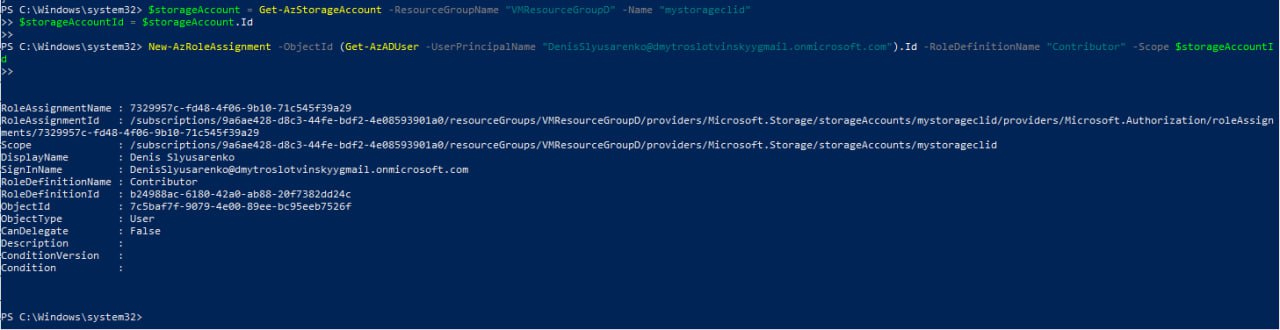 PS C:\Windows\system32> $storageAccount = Get-AzStorageAccount -ResourceGroupName "VMResourceGroupD" -Name "mystorageclid"
>> $storageAccountId = $storageAccount.Id
>>
PS C:\Windows\system32> New-AzRoleAssignment -ObjectId (Get-AzADUser -UserPrincipalName "DenisSlyusarenko@dmytroslotvinskyygmail.onmicrosoft.com").Id -RoleDefinitionName "Contributor" -Scope $storageAccountI
d
>>
RoleAssignmentName : 7329957c-fd48-4f06-9b10-71c545f39a29
RoleAssignmentId   : /subscriptions/9a6ae428-d8c3-44fe-bdf2-4e08593901a0/resourceGroups/VMResourceGroupD/providers/Microsoft.Storage/storageAccounts/mystorageclid/providers/Microsoft.Authorization/roleAssign
ments/7329957c-fd48-4f06-9b10-71c545f39a29
Scope              : /subscriptions/9a6ae428-d8c3-44fe-bdf2-4e08593901a0/resourceGroups/VMResourceGroupD/providers/Microsoft.Storage/storageAccounts/mystorageclid
DisplayName        : Denis Slyusarenko
SignInName         : DenisSlyusarenko@dmytroslotvinskyygmail.onmicrosoft.com
RoleDefinitionName : Contributor
RoleDefinitionId   : b24988ac-6180-42a0-ab88-20f7382dd24c
ObjectId           : 7c5baf7f-9079-4e00-89ee-bc95eeb7526f
ObjectType         : User
CanDelegate        : False
Description        :
ConditionVersion   :
Condition          :
PS C:\Windows\system32>